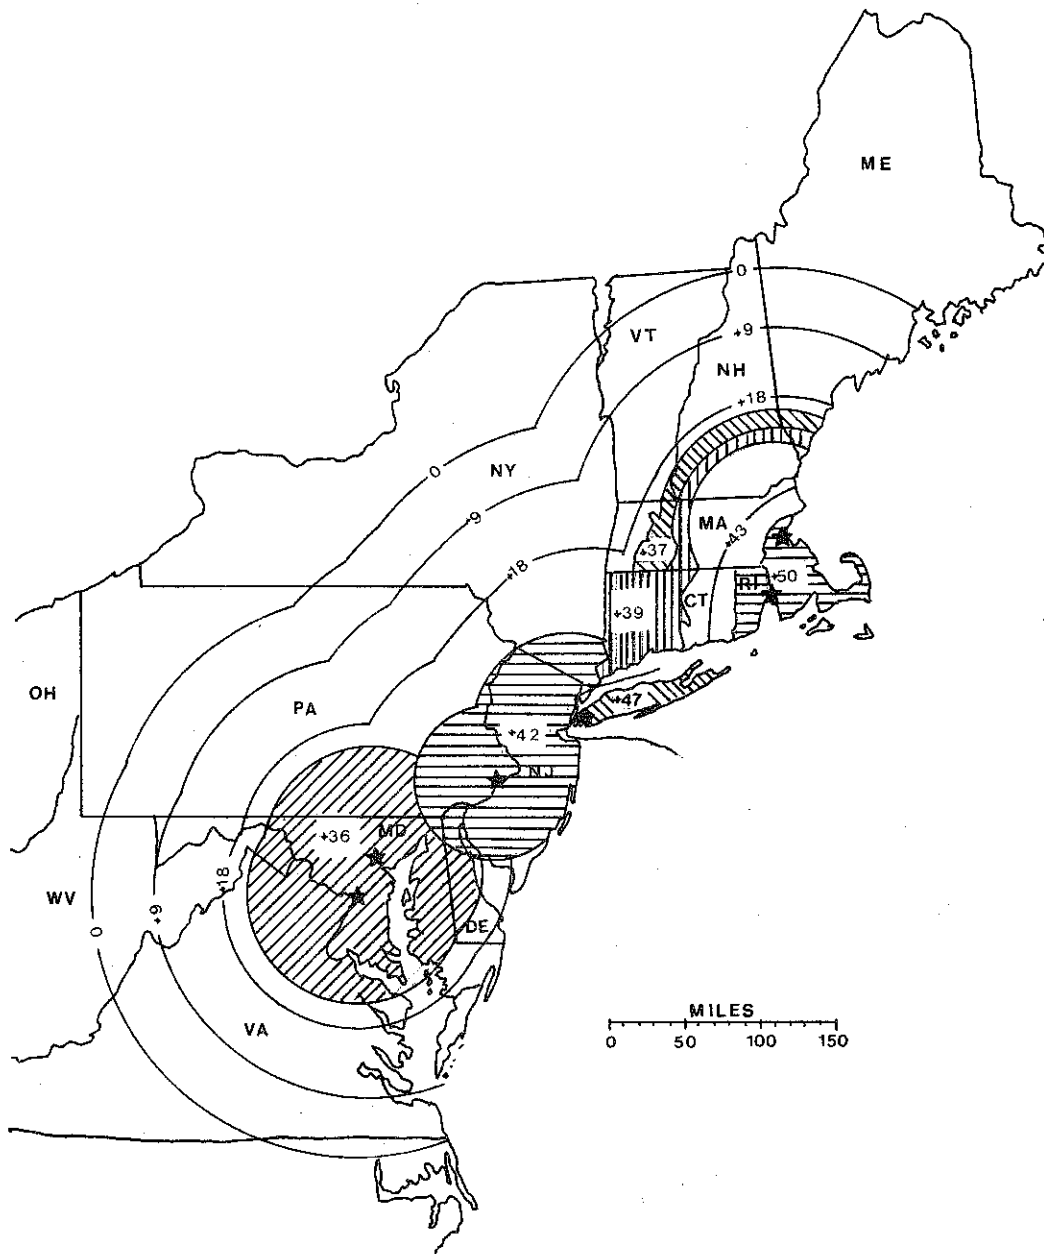 ME
0
VT
+9
NH
+18
NY
0
+9
MA
+43
+18
+37
RI
+50
CT
+39
OH
+47
PA
+42
NJ
MD
+36
+18
WV
+9
DE
0
MILES
VA
0 50 100 150